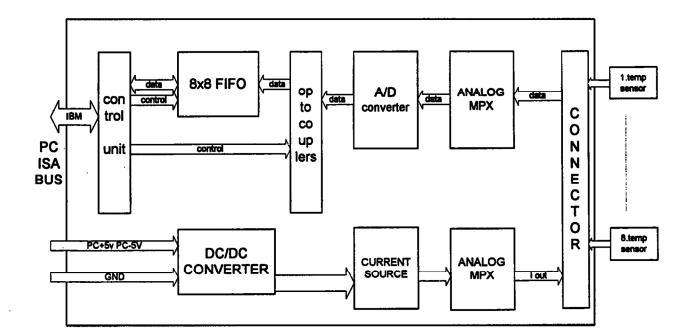 8x8 FIFO
data
control
data
con
trol
unit
op
to
co
up
lers
data
A/D
converter
data
ANALOG
MPX
data
C
O
N
N
E
C
T
O
R
1.temp
sensor
8.temp
sensor
IBM
PC
ISA
BUS
control
PC+5v PC-5V
GND
DC/DC
CONVERTER
CURRENT
SOURCE
ANALOG
MPX
I out